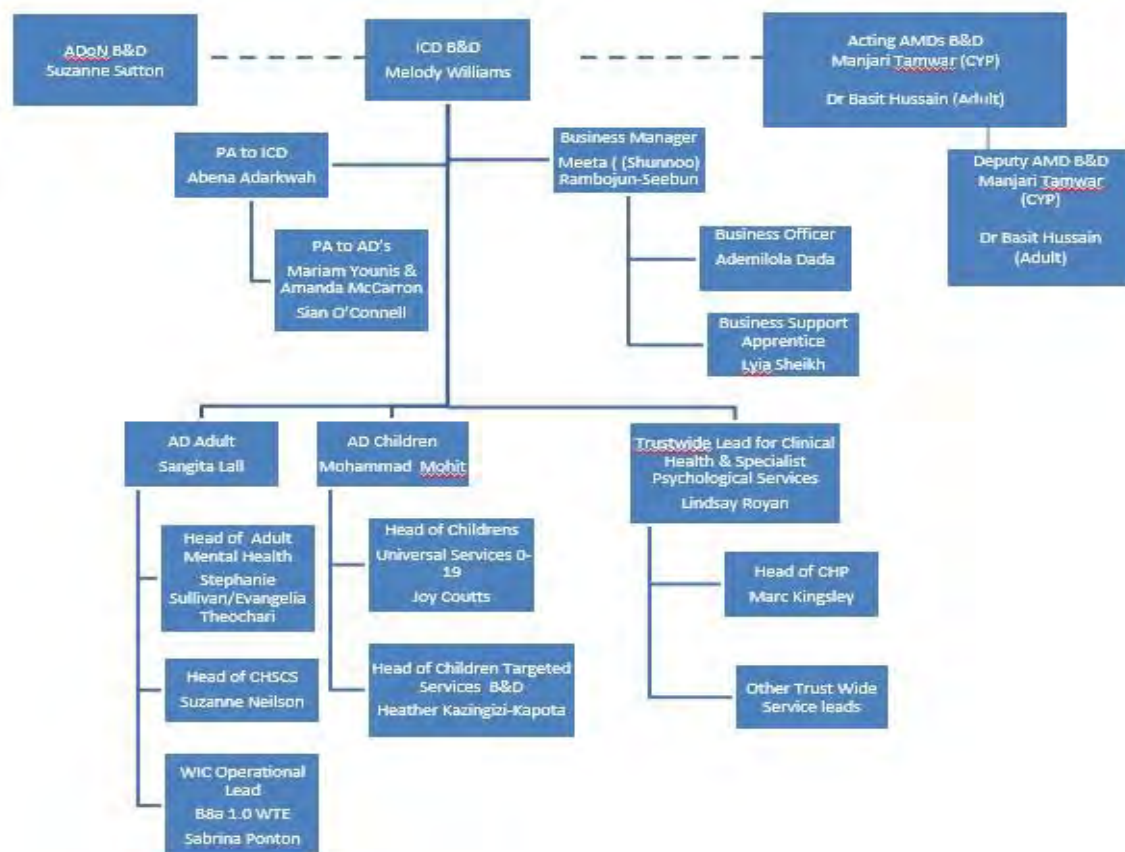 ADoN B&D
Suzanne Sutton
ICD B&D
Melody Williams
Acting AMDs B&D
Manjari Tamwar (CYP)
Dr Basit Hussain (Adult)
PA to ICD
Abena Adarkwah
Business Manager
Meeta ( (Shunnoo)
Rambojun-Seebun
Deputy AMD B&D
Manjari Tamwar
(CYP)
Dr Basit Hussain
(Adult)
PA to AD's
Mariam Younis &
Amanda McCarron
Sian O'Connell
Business Officer
Ademilola Dada
Business Support
Apprentice
Lyia Sheikh
AD Adult
Sangita Lall
AD Children
Mohammad Mohit
Trustwide Lead for Clinical
Health & Specialist
Psychological Services
Lindsay Royan
Head of Adult
Mental Health
Stephanie
Sullivan/Evangelia
Theochari
Head of Childrens
Universal Services 0-
19
Joy Coutts
Head of CHP
Marc Kingsley
Head of CHSCS
Suzanne Neilson
Head of Children Targeted
Services B&D
Heather Kazingizi-Kapota
Other Trust Wide
Service leads
WIC Operational
Lead
B8a 1.0 WTE
Sabrina Ponton